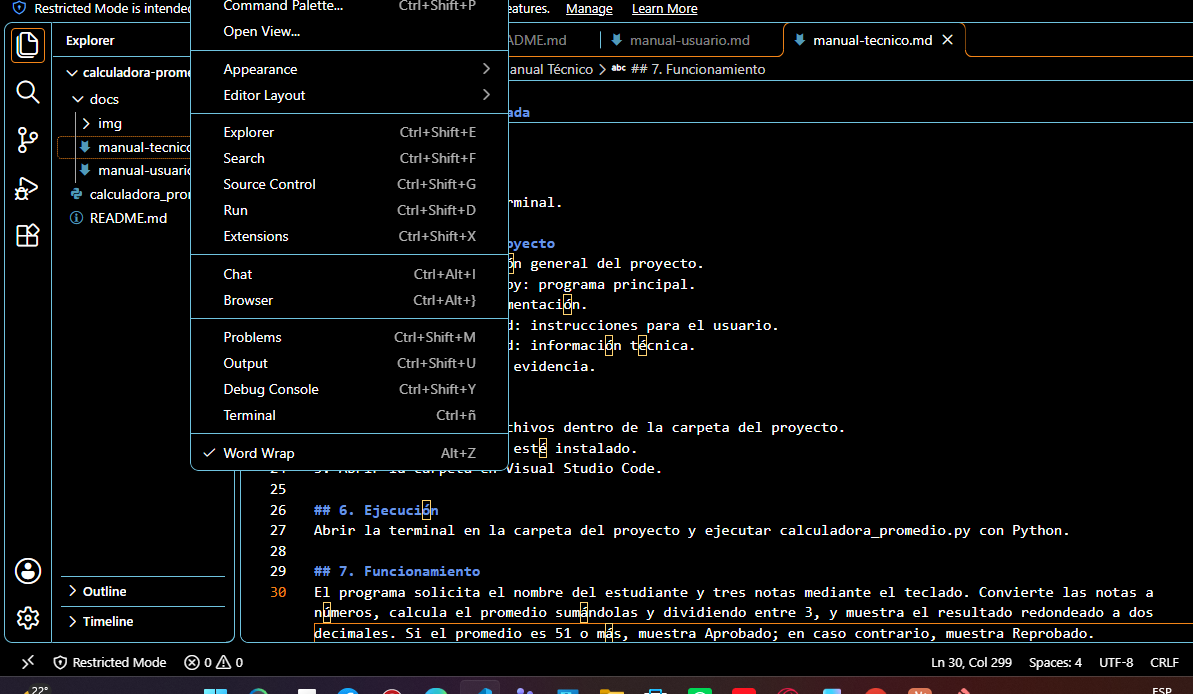 Restricted Mode is intended
eatures. Manage Learn More
Explorer
calculadora-prome
docs
img
manual-tecnico
manual-usuario
calculadora_pro
README.md
Outline
Timeline
Command Palette... Ctrl+Shift+P
Open View...
Appearance
Editor Layout
Explorer Ctrl+Shift+E
Search Ctrl+Shift+F
Source Control Ctrl+Shift+G
Run Ctrl+Shift+D
Extensions Ctrl+Shift+X
Chat Ctrl+Alt+I
Browser Ctrl+Alt+}
Problems Ctrl+Shift+M
Output Ctrl+Shift+U
Debug Console Ctrl+Shift+Y
Terminal Ctrl+ñ
Word Wrap Alt+Z
ADME.md manual-usuario.md manual-tecnico.md
anual Técnico > abc ## 7. Funcionamiento
ada
rminal.
oyecto
ón general del proyecto.
py: programa principal.
mentación.
d: instrucciones para el usuario.
d: información técnica.
evidencia.
chivos dentro de la carpeta del proyecto.
esté instalado.
Visual Studio Code.
25
26 ## 6. Ejecución
27 Abrir la terminal en la carpeta del proyecto y ejecutar calculadora_promedio.py con Python.
28
29 ## 7. Funcionamiento
30 El programa solicita el nombre del estudiante y tres notas mediante el teclado. Convierte las notas a
números, calcula el promedio sumándolas y dividiendo entre 3, y muestra el resultado redondeado a dos
decimales. Si el promedio es 51 o más, muestra Aprobado; en caso contrario, muestra Reprobado.
Restricted Mode 0 0 Ln 30, Col 299 Spaces: 4 UTF-8 CRLF
22° ESP